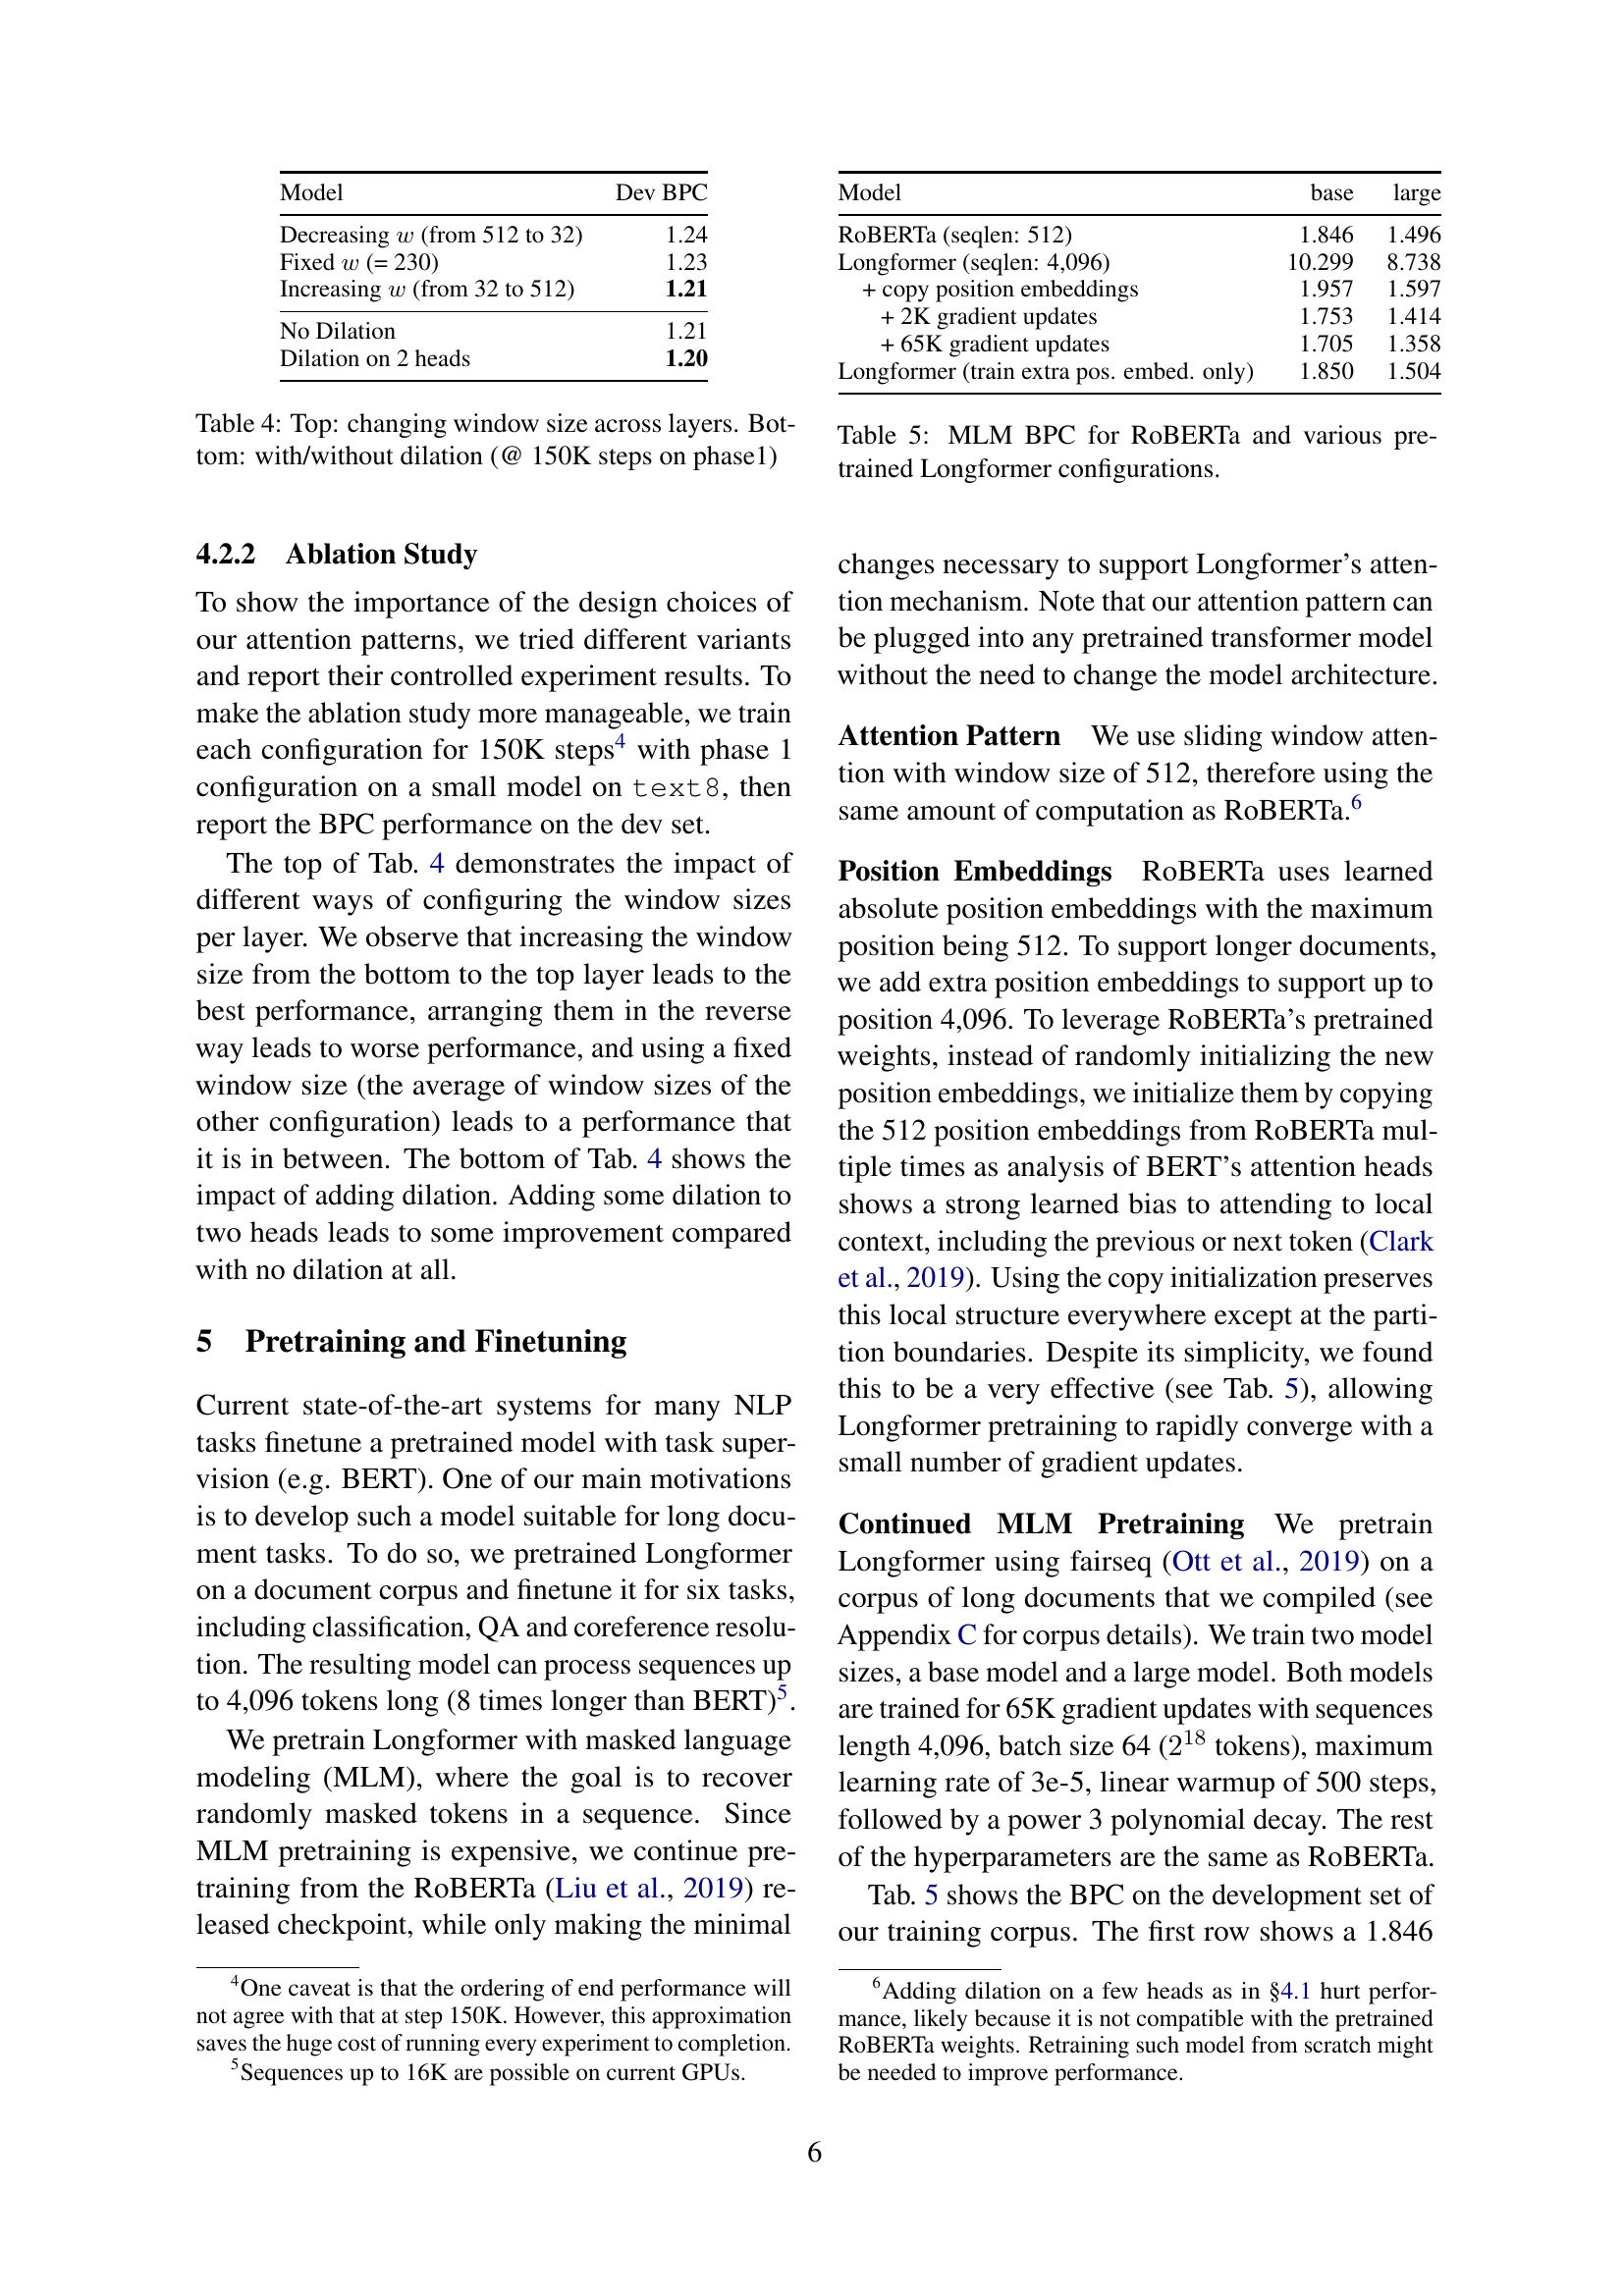 Model Dev BPC
Decreasing w (from 512 to 32) 1.24
Fixed w (= 230) 1.23
Increasing w (from 32 to 512) 1.21
No Dilation 1.21
Dilation on 2 heads 1.20
Table 4: Top: changing window size across layers. Bot-
tom: with/without dilation (@ 150K steps on phase1)
4.2.2 Ablation Study
To show the importance of the design choices of
our attention patterns, we tried different variants
and report their controlled experiment results. To
make the ablation study more manageable, we train
each configuration for 150K steps⁴ with phase 1
configuration on a small model on text8, then
report the BPC performance on the dev set.
The top of Tab. 4 demonstrates the impact of
different ways of configuring the window sizes
per layer. We observe that increasing the window
size from the bottom to the top layer leads to the
best performance, arranging them in the reverse
way leads to worse performance, and using a fixed
window size (the average of window sizes of the
other configuration) leads to a performance that
it is in between. The bottom of Tab. 4 shows the
impact of adding dilation. Adding some dilation to
two heads leads to some improvement compared
with no dilation at all.
5 Pretraining and Finetuning
Current state-of-the-art systems for many NLP
tasks finetune a pretrained model with task super-
vision (e.g. BERT). One of our main motivations
is to develop such a model suitable for long docu-
ment tasks. To do so, we pretrained Longformer
on a document corpus and finetune it for six tasks,
including classification, QA and coreference resolu-
tion. The resulting model can process sequences up
to 4,096 tokens long (8 times longer than BERT)⁵.
We pretrain Longformer with masked language
modeling (MLM), where the goal is to recover
randomly masked tokens in a sequence. Since
MLM pretraining is expensive, we continue pre-
training from the RoBERTa (Liu et al., 2019) re-
leased checkpoint, while only making the minimal
⁴One caveat is that the ordering of end performance will
not agree with that at step 150K. However, this approximation
saves the huge cost of running every experiment to completion.
⁵Sequences up to 16K are possible on current GPUs.
Model base large
RoBERTa (seqlen: 512) 1.846 1.496
Longformer (seqlen: 4,096) 10.299 8.738
+ copy position embeddings 1.957 1.597
+ 2K gradient updates 1.753 1.414
+ 65K gradient updates 1.705 1.358
Longformer (train extra pos. embed. only) 1.850 1.504
Table 5: MLM BPC for RoBERTa and various pre-
trained Longformer configurations.
changes necessary to support Longformer's atten-
tion mechanism. Note that our attention pattern can
be plugged into any pretrained transformer model
without the need to change the model architecture.
Attention Pattern We use sliding window atten-
tion with window size of 512, therefore using the
same amount of computation as RoBERTa.⁶
Position Embeddings RoBERTa uses learned
absolute position embeddings with the maximum
position being 512. To support longer documents,
we add extra position embeddings to support up to
position 4,096. To leverage RoBERTa's pretrained
weights, instead of randomly initializing the new
position embeddings, we initialize them by copying
the 512 position embeddings from RoBERTa mul-
tiple times as analysis of BERT's attention heads
shows a strong learned bias to attending to local
context, including the previous or next token (Clark
et al., 2019). Using the copy initialization preserves
this local structure everywhere except at the parti-
tion boundaries. Despite its simplicity, we found
this to be a very effective (see Tab. 5), allowing
Longformer pretraining to rapidly converge with a
small number of gradient updates.
Continued MLM Pretraining We pretrain
Longformer using fairseq (Ott et al., 2019) on a
corpus of long documents that we compiled (see
Appendix C for corpus details). We train two model
sizes, a base model and a large model. Both models
are trained for 65K gradient updates with sequences
length 4,096, batch size 64 (2¹⁸ tokens), maximum
learning rate of 3e-5, linear warmup of 500 steps,
followed by a power 3 polynomial decay. The rest
of the hyperparameters are the same as RoBERTa.
Tab. 5 shows the BPC on the development set of
our training corpus. The first row shows a 1.846
⁶Adding dilation on a few heads as in §4.1 hurt perfor-
mance, likely because it is not compatible with the pretrained
RoBERTa weights. Retraining such model from scratch might
be needed to improve performance.
6